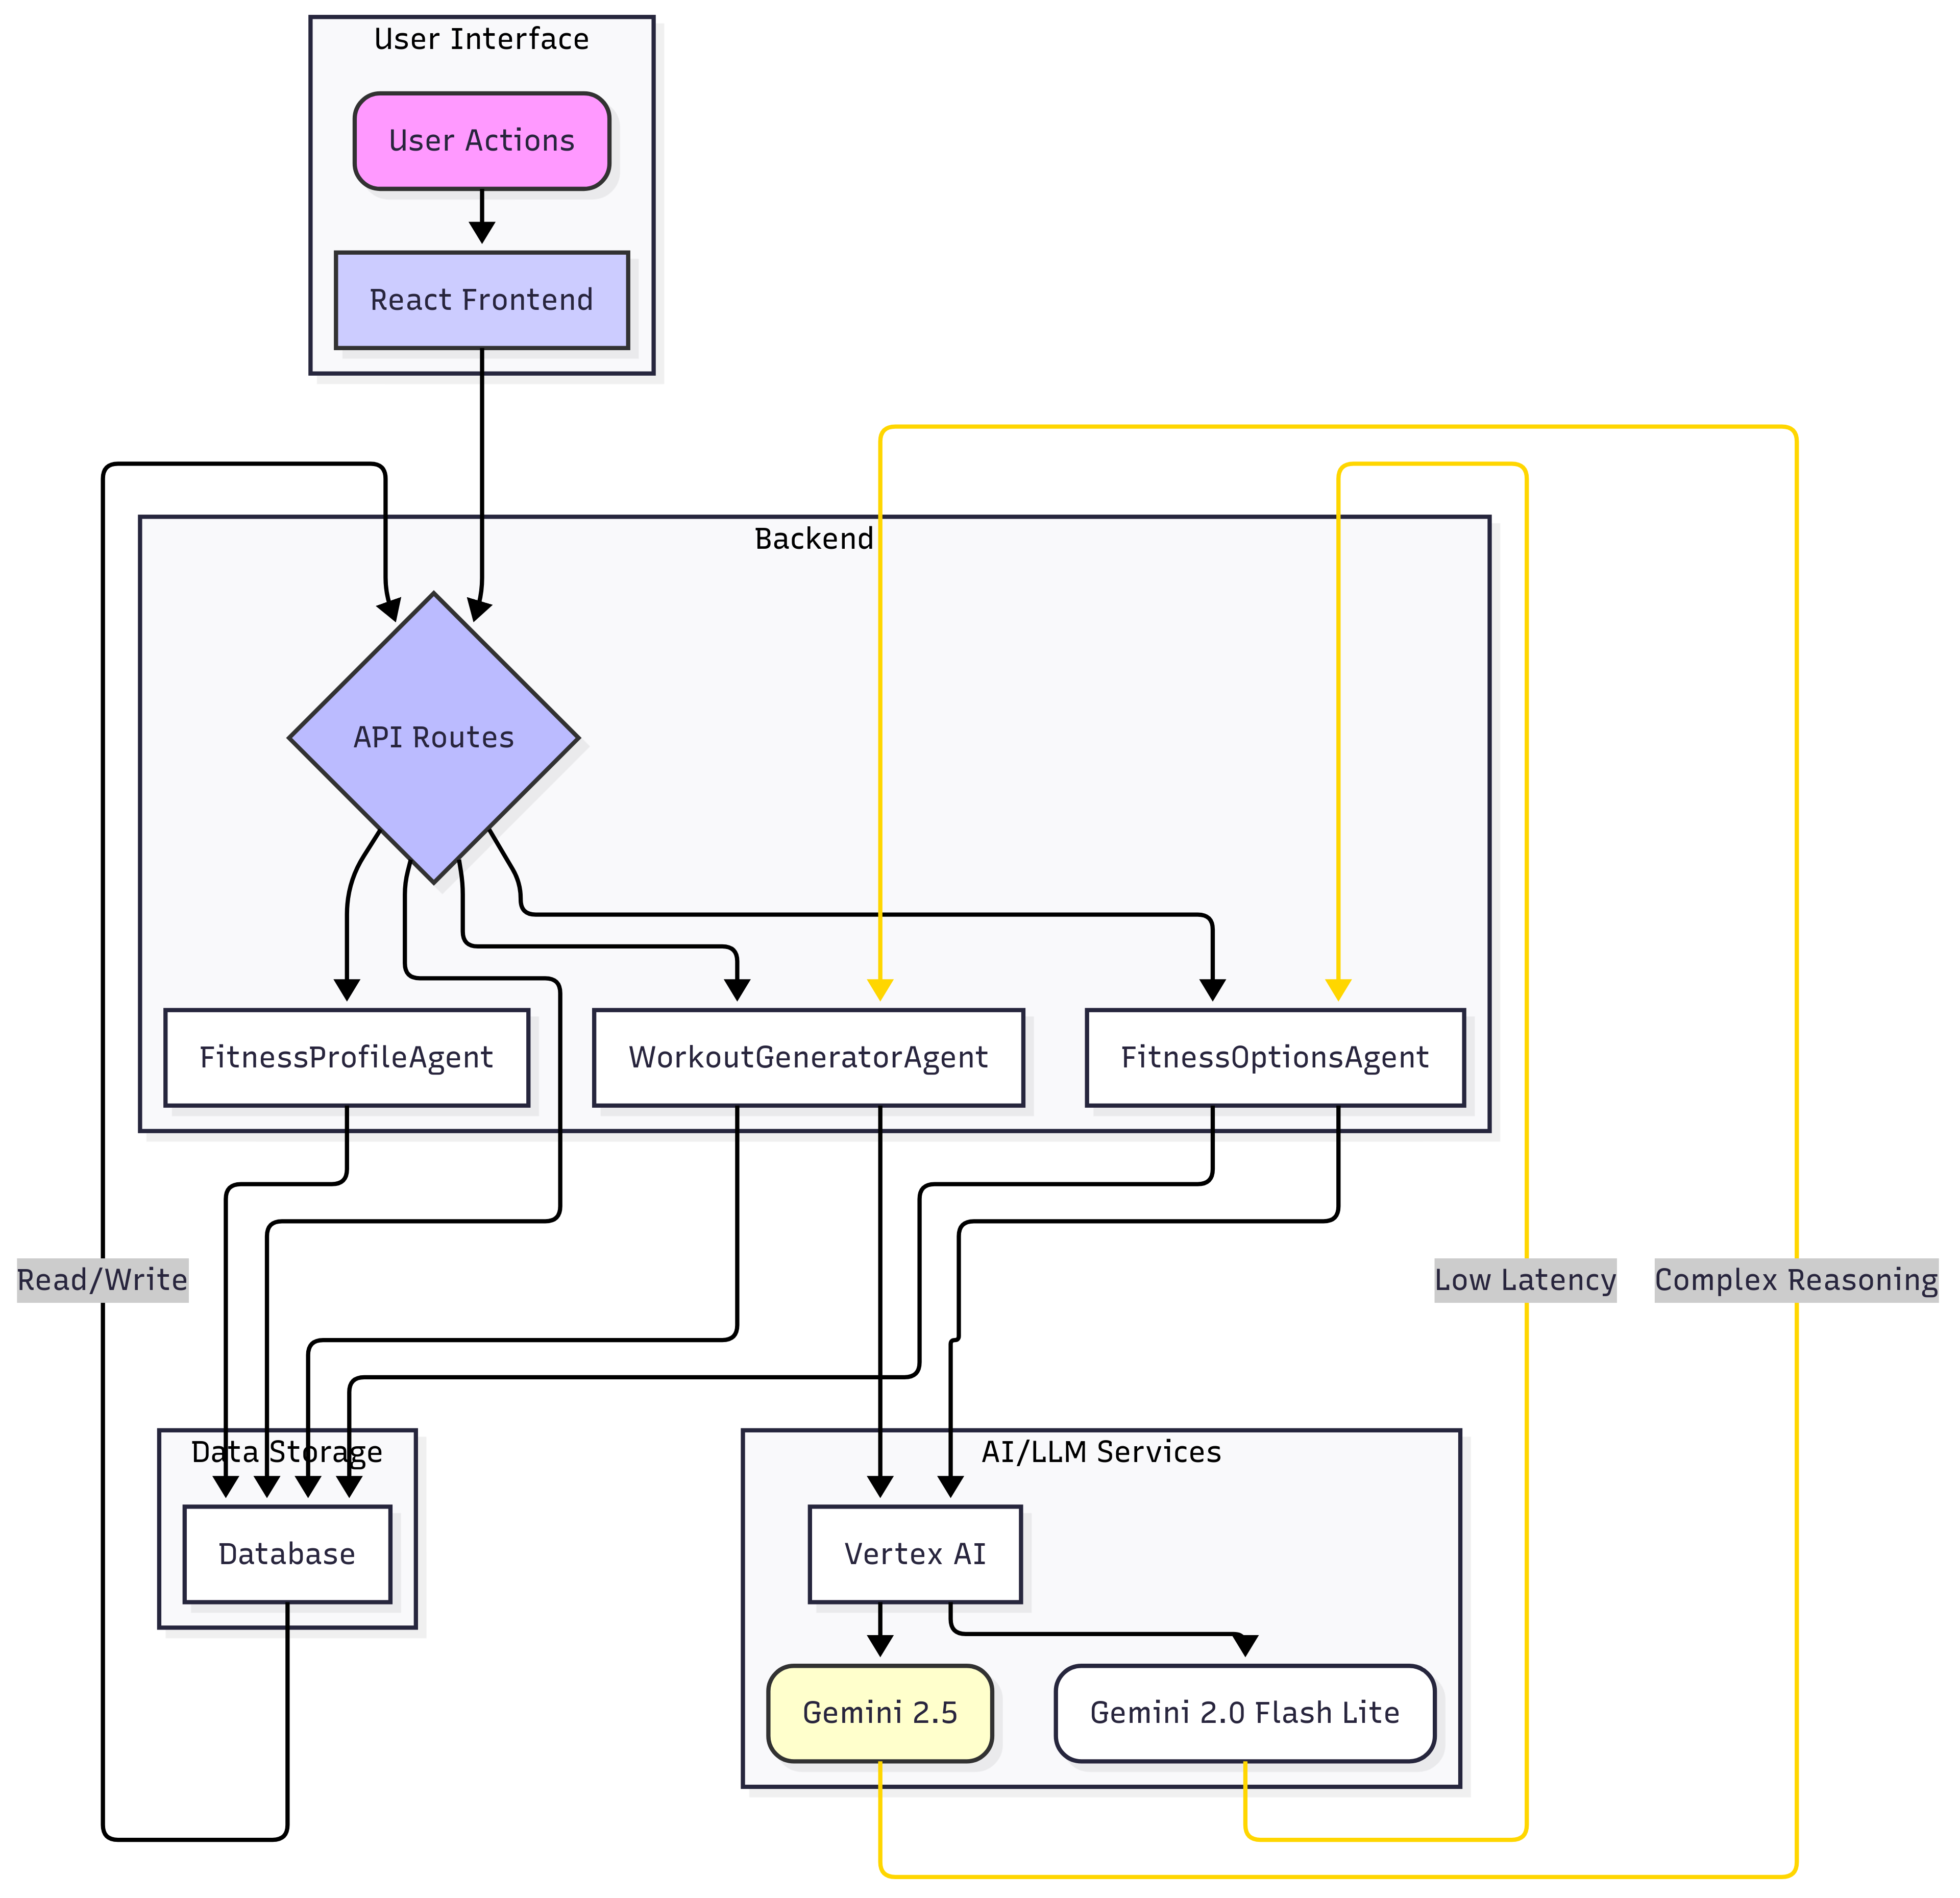 User Interface
User Actions
React Frontend
Backend
API Routes
FitnessProfileAgent
WorkoutGeneratorAgent
FitnessOptionsAgent
Read/Write
Low Latency
Complex Reasoning
Data Storage
AI/LLM Services
Database
Vertex AI
Gemini 2.5
Gemini 2.0 Flash Lite